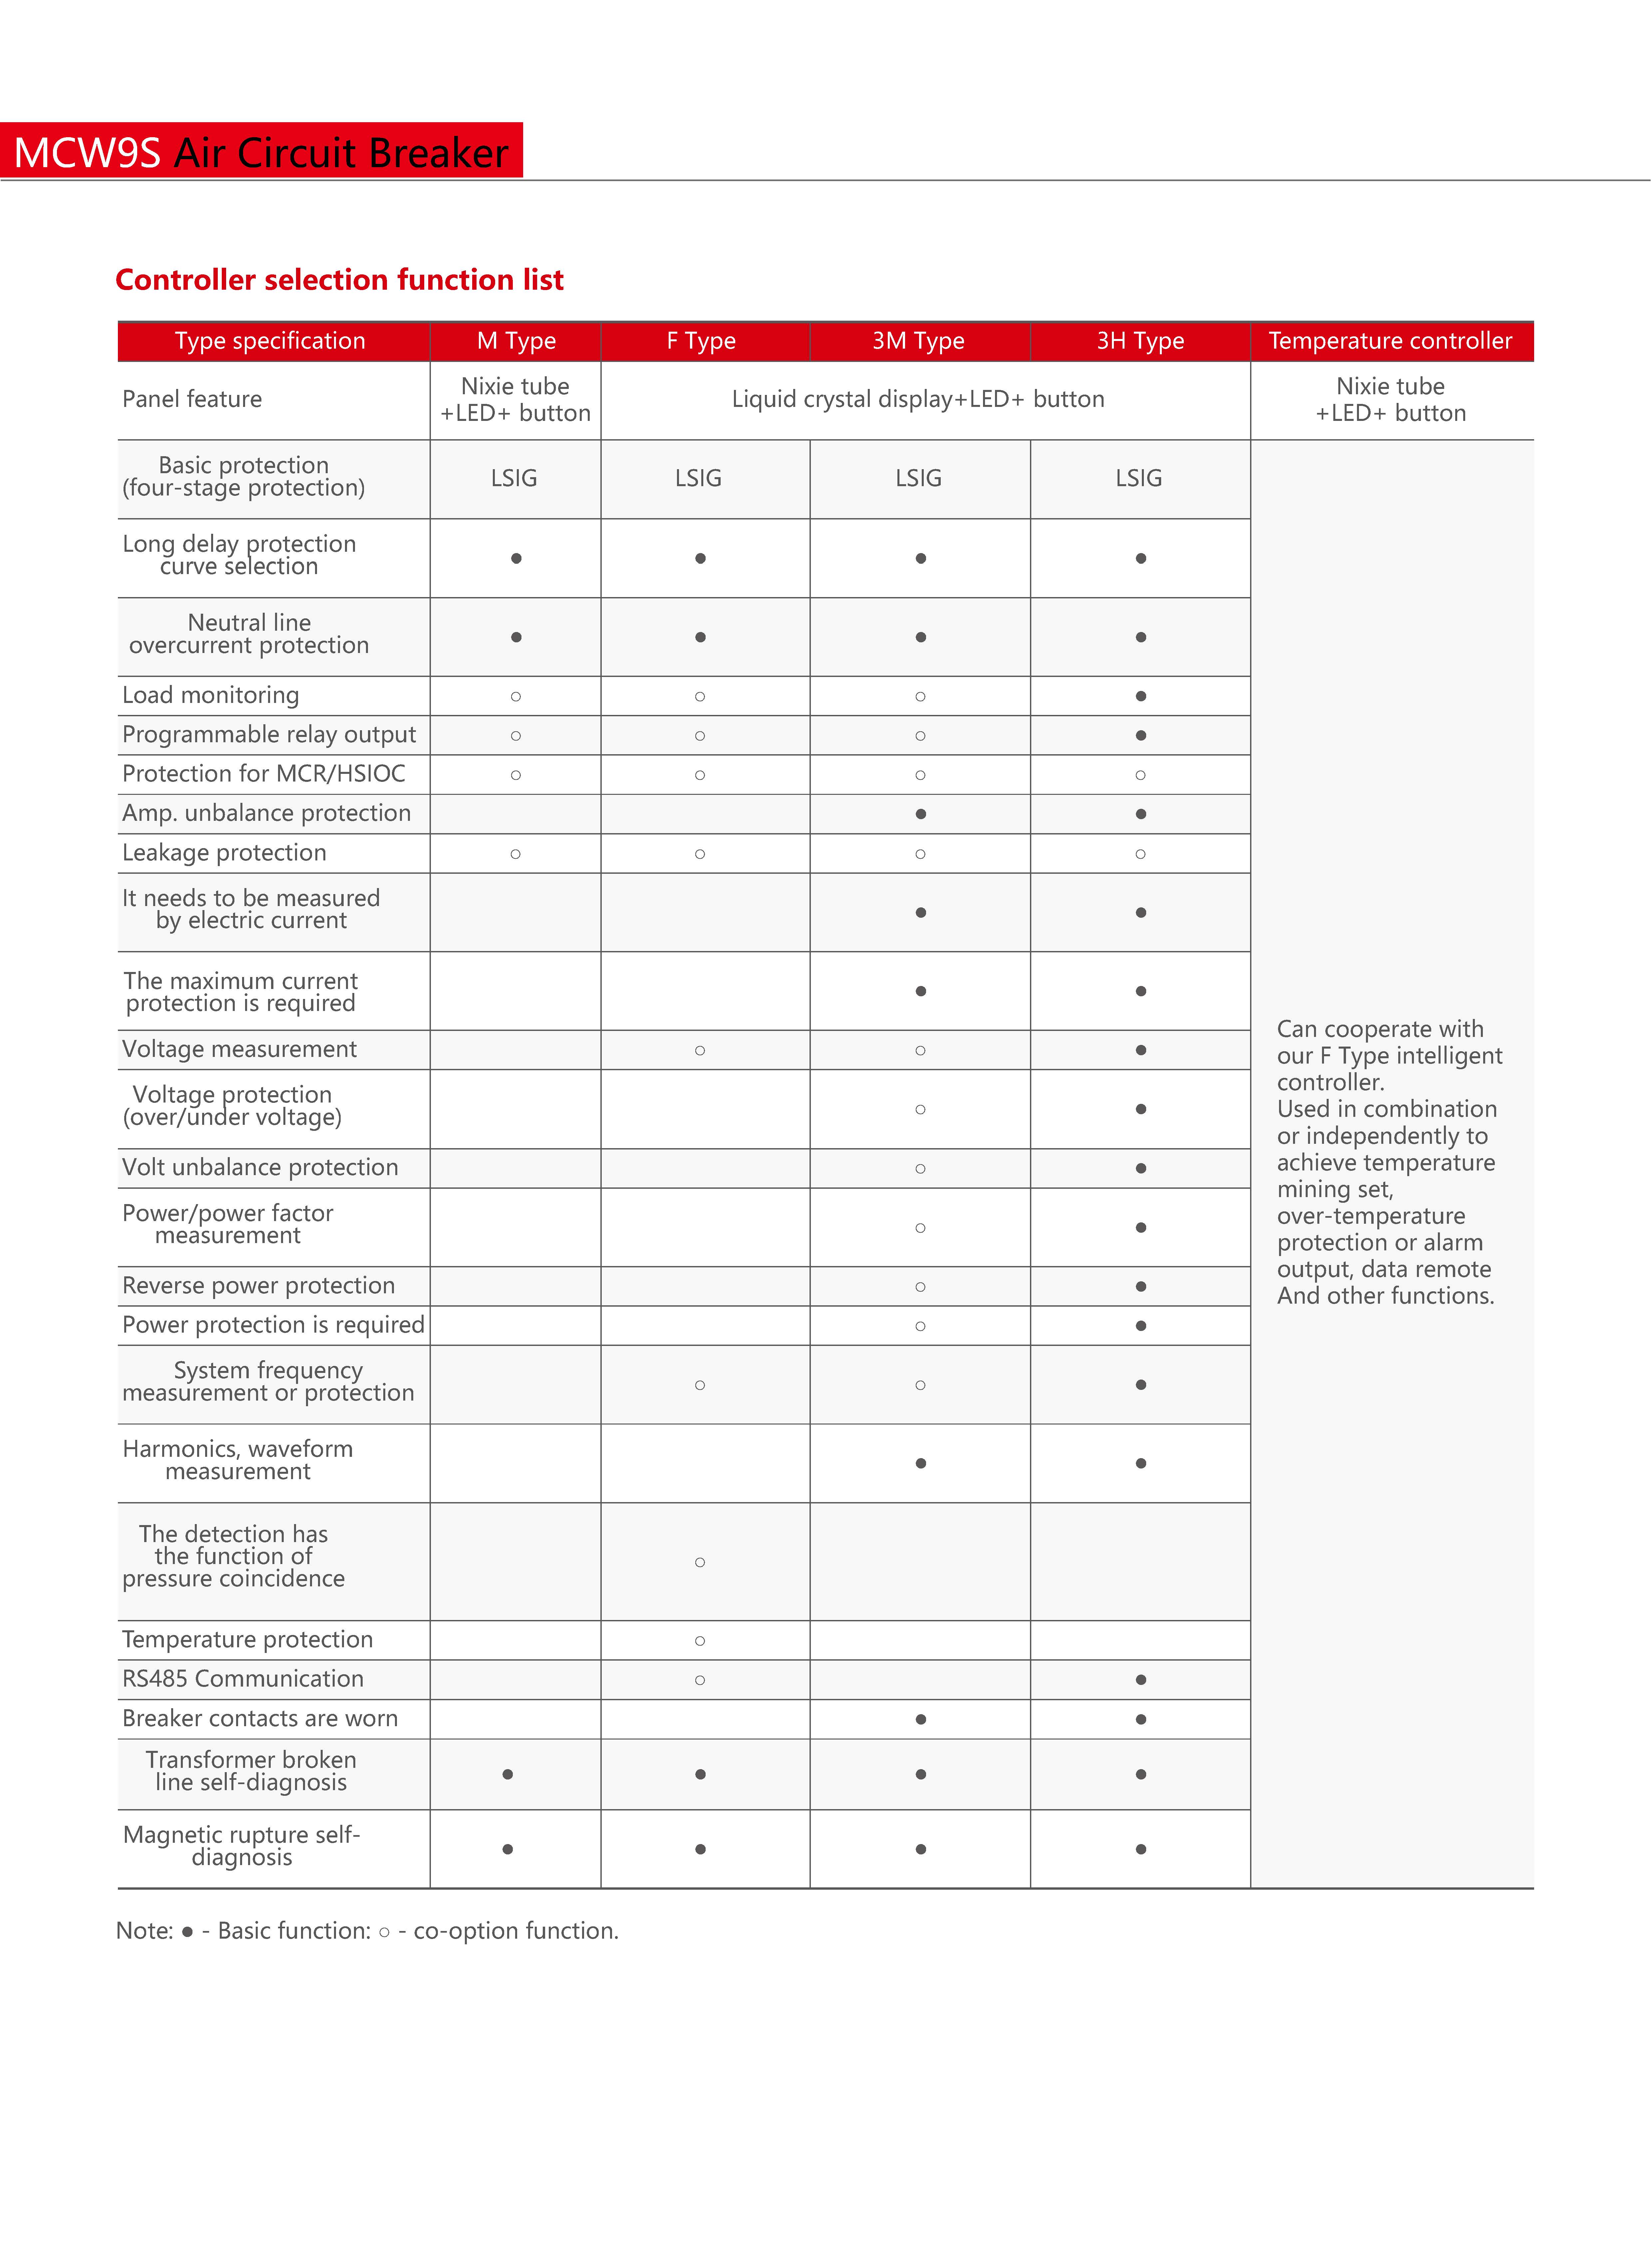 MCW9S Air Circuit Breaker
Controller selection function list
Type specification M Type F Type 3M Type 3H Type Temperature controller
Panel feature
Nixie tube
+LED+ button
Liquid crystal display+LED+ button
Nixie tube
+LED+ button
Basic protection
(four-stage protection)
LSIG LSIG LSIG LSIG
Long delay protection
curve selection
● ● ● ●
Neutral line
overcurrent protection
● ● ● ●
Load monitoring ○ ○ ○ ●
Programmable relay output ○ ○ ○ ●
Protection for MCR/HSIOC ○ ○ ○ ○
Amp. unbalance protection ● ●
Leakage protection ○ ○ ○ ○
It needs to be measured
by electric current
● ●
The maximum current
protection is required
● ●
Voltage measurement ○ ○ ●
Voltage protection
(over/under voltage)
○ ●
Volt unbalance protection ○ ●
Power/power factor
measurement
○ ●
Reverse power protection ○ ●
Power protection is required ○ ●
System frequency
measurement or protection
○ ○ ●
Harmonics, waveform
measurement
● ●
The detection has
the function of
pressure coincidence
○
Temperature protection ○
RS485 Communication ○ ●
Breaker contacts are worn ● ●
Transformer broken
line self-diagnosis
● ● ● ●
Magnetic rupture self-
diagnosis
● ● ● ●
Can cooperate with
our F Type intelligent
controller.
Used in combination
or independently to
achieve temperature
mining set,
over-temperature
protection or alarm
output, data remote
And other functions.
Note: ● - Basic function: ○ - co-option function.